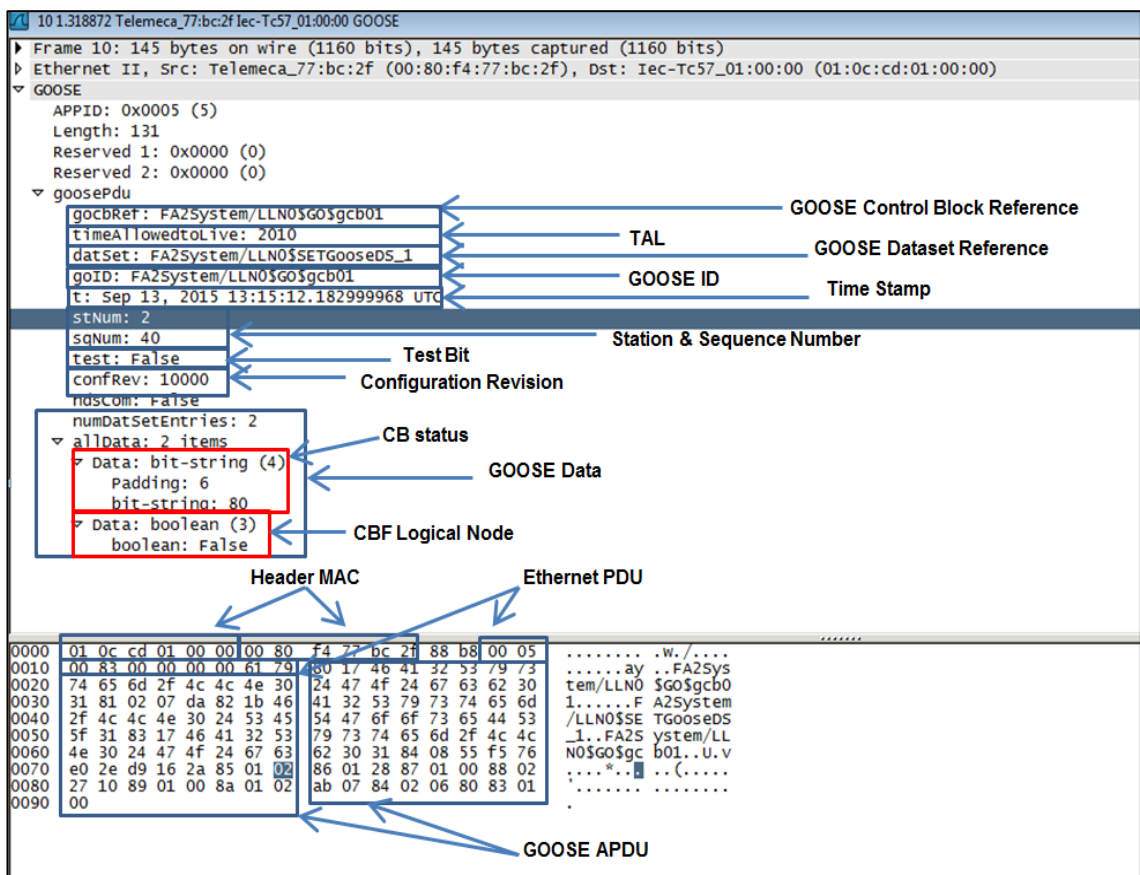 10 1.318872 Telemeca_77:bc:2f Iec-Tc57_01:00:00 GOOSE
Frame 10: 145 bytes on wire (1160 bits), 145 bytes captured (1160 bits)
Ethernet II, Src: Telemeca_77:bc:2f (00:80:f4:77:bc:2f), Dst: Iec-Tc57_01:00:00 (01:0c:cd:01:00:00)
GOOSE
APPID: 0x0005 (5)
Length: 131
Reserved 1: 0x0000 (0)
Reserved 2: 0x0000 (0)
goosePdu
gocbRef: FA2System/LLN0$GO$gcb01
GOOSE Control Block Reference
timeAllowedtoLive: 2010
TAL
datSet: FA2System/LLN0$SETGooseDS_1
GOOSE Dataset Reference
goID: FA2System/LLN0$GO$gcb01
GOOSE ID
t: Sep 13, 2015 13:15:12.182999968 UTC
Time Stamp
stNum: 2
sqNum: 40
Station & Sequence Number
test: False
Test Bit
confRev: 10000
Configuration Revision
ndsCom: False
numDatSetEntries: 2
allData: 2 items
CB status
Data: bit-string (4)
GOOSE Data
Padding: 6
bit-string: 80
Data: boolean (3)
CBF Logical Node
boolean: False
Header MAC
Ethernet PDU
0000 01 0c cd 01 00 00 00 80 f4 77 bc 2f 88 b8 00 05 ........ .w./....
0010 00 83 00 00 00 00 61 79 80 17 46 41 32 53 79 73 ......ay ..FA2Sys
0020 74 65 6d 2f 4c 4c 4e 30 24 47 4f 24 67 63 62 30 tem/LLN0 $GO$gcb0
0030 31 81 02 07 da 82 1b 46 41 32 53 79 73 74 65 6d 1......F A2System
0040 2f 4c 4c 4e 30 24 53 45 54 47 6f 6f 73 65 44 53 /LLN0$SE TGooseDS
0050 5f 31 83 17 46 41 32 53 79 73 74 65 6d 2f 4c 4c _1..FA2S ystem/LL
0060 4e 30 24 47 4f 24 67 63 62 30 31 84 08 55 f5 76 N0$GO$gc b01..U.v
0070 e0 2e d9 16 2a 85 01 02 86 01 28 87 01 00 88 02 ....*... ..(.....
0080 27 10 89 01 00 8a 01 02 ab 07 84 02 06 80 83 01 '....... ........
0090 00 .
GOOSE APDU